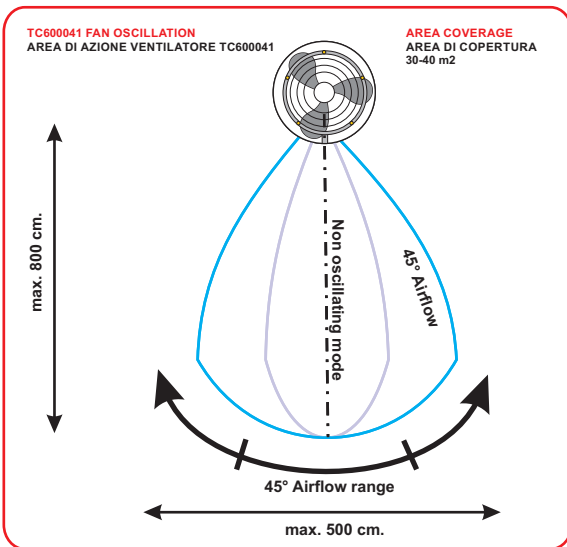 TC600041 FAN OSCILLATION
AREA DI AZIONE VENTILATORE TC600041
AREA COVERAGE
AREA DI COPERTURA
30-40 m2
max. 800 cm.
Non oscillating mode
45° Airflow
45° Airflow range
max. 500 cm.